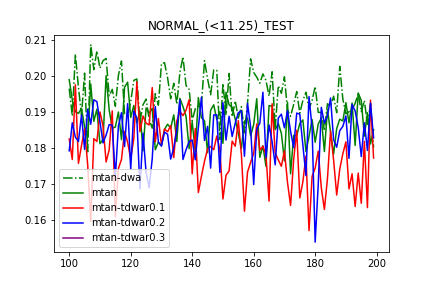 NORMAL_(<11.25)_TEST
0.21
0.20
0.19
0.18
0.17
0.16
mtan-dwa
mtan
mtan-tdwar0.1
mtan-tdwar0.2
mtan-tdwar0.3
100 120 140 160 180 200